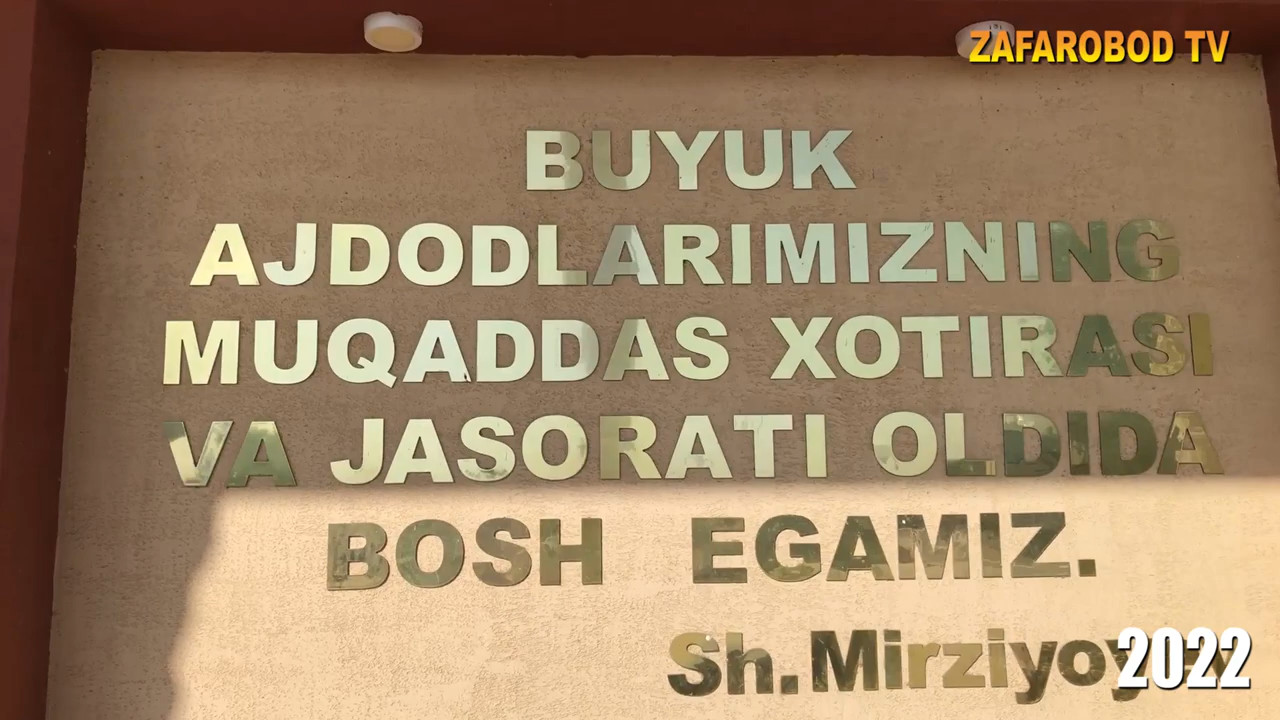 ZAFAROBOD TV
BUYUK
AJDODLARIMIZNING
MUQADDAS XOTIRASI
VA JASORATI OLDIDA
BOSH EGAMIZ.
Sh.
2022